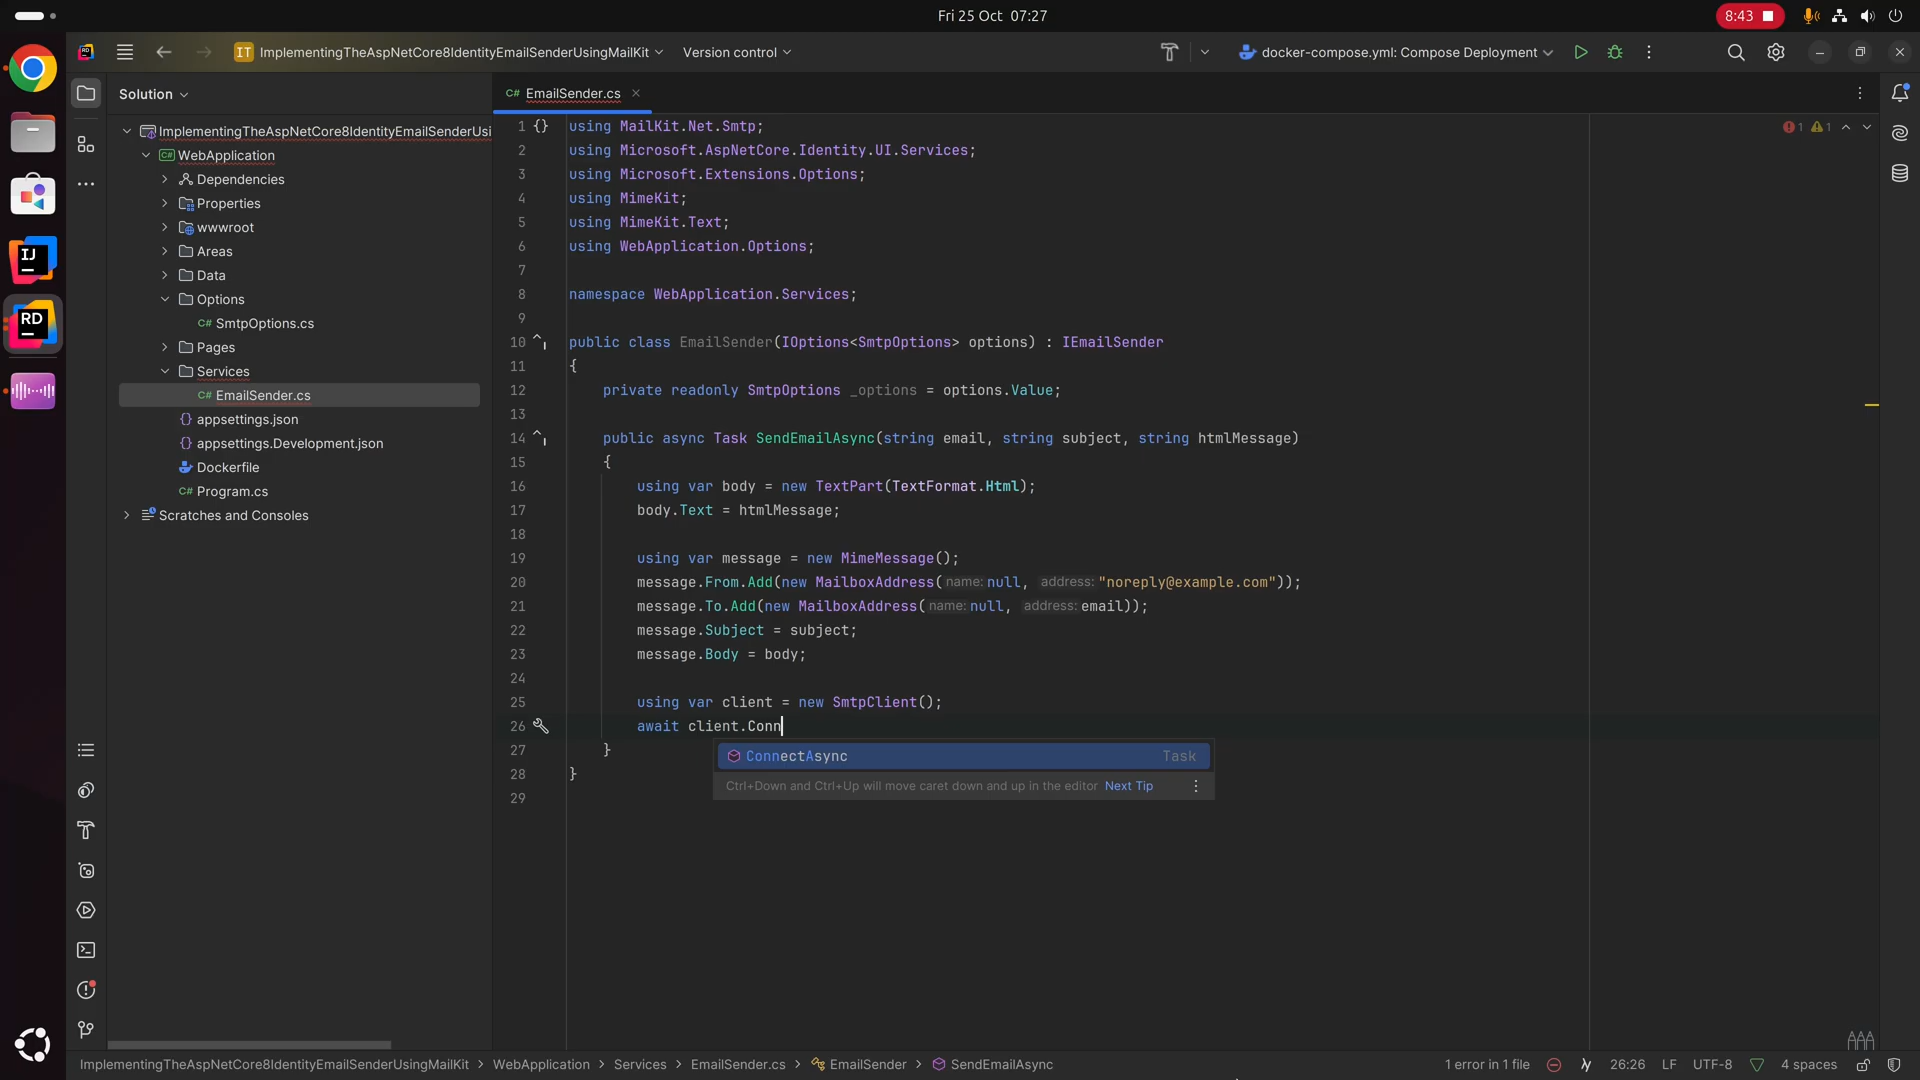 Fri 25 Oct 07:27
8:43
IT ImplementingTheAspNetCore8IdentityEmailSenderUsingMailKit
Version control
docker-compose.yml: Compose Deployment
Solution
C# EmailSender.cs
ImplementingTheAspNetCore8IdentityEmailSenderUsi
C# WebApplication
Dependencies
Properties
wwwroot
Areas
Data
Options
C# SmtpOptions.cs
Pages
Services
C# EmailSender.cs
{} appsettings.json
{} appsettings.Development.json
Dockerfile
C# Program.cs
Scratches and Consoles
IJ
RD
1 {} using MailKit.Net.Smtp;
2 using Microsoft.AspNetCore.Identity.UI.Services;
3 using Microsoft.Extensions.Options;
4 using MimeKit;
5 using MimeKit.Text;
6 using WebApplication.Options;
7
8 namespace WebApplication.Services;
9
10 public class EmailSender(IOptions<SmtpOptions> options) : IEmailSender
11 {
12 private readonly SmtpOptions _options = options.Value;
13
14 public async Task SendEmailAsync(string email, string subject, string htmlMessage)
15 {
16 using var body = new TextPart(TextFormat.Html);
17 body.Text = htmlMessage;
18
19 using var message = new MimeMessage();
20 message.From.Add(new MailboxAddress( name: null, address: "noreply@example.com"));
21 message.To.Add(new MailboxAddress( name: null, address: email));
22 message.Subject = subject;
23 message.Body = body;
24
25 using var client = new SmtpClient();
26 await client.Conn
27 }
28 }
29
1 1
ConnectAsync Task
Ctrl+Down and Ctrl+Up will move caret down and up in the editor Next Tip
ImplementingTheAspNetCore8IdentityEmailSenderUsingMailKit > WebApplication > Services > EmailSender.cs > EmailSender > SendEmailAsync
1 error in 1 file 26:26 LF UTF-8 4 spaces